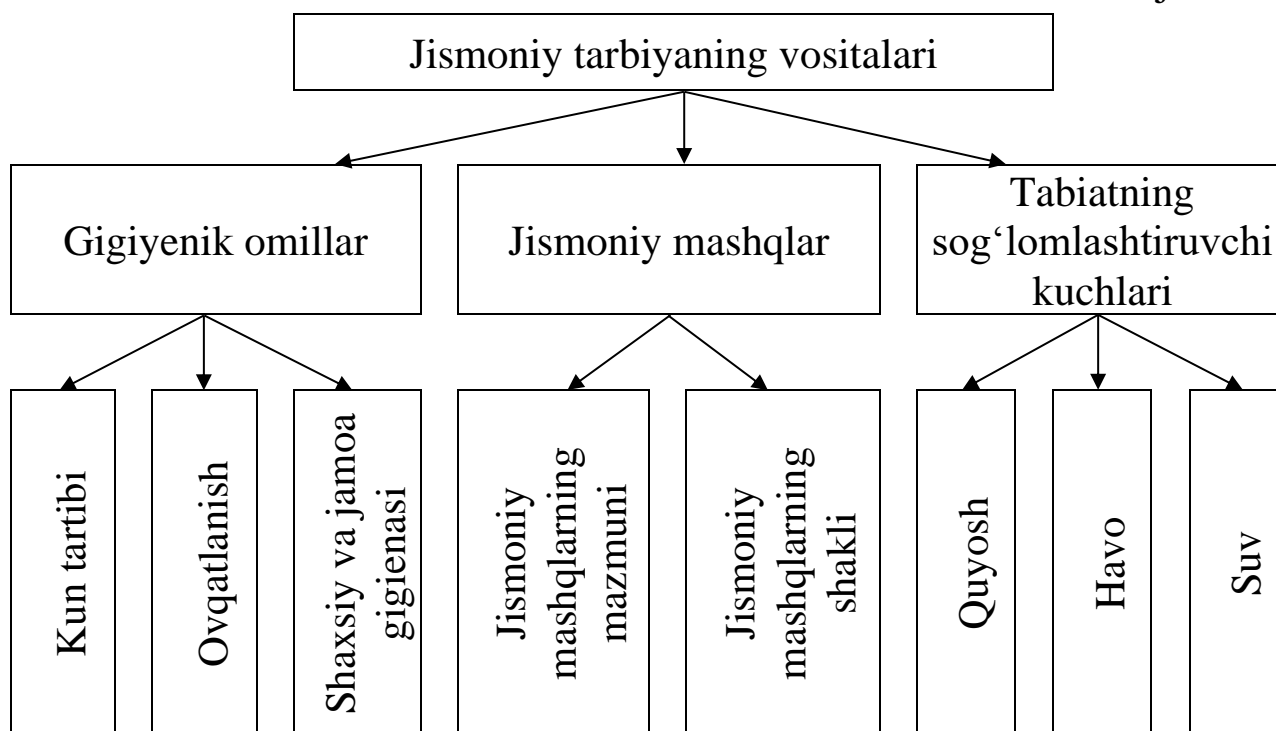 Jismoniy tarbiyaning vositalari
Gigiyenik omillar
Jismoniy mashqlar
Tabiatning
sog‘lomlashtiruvchi
kuchlari
Kun tartibi
Ovqatlanish
Shaxsiy va jamoa
gigienasi
Jismoniy
mashqlarning
mazmuni
Jismoniy
mashqlarning
shakli
Quyosh
Havo
Suv